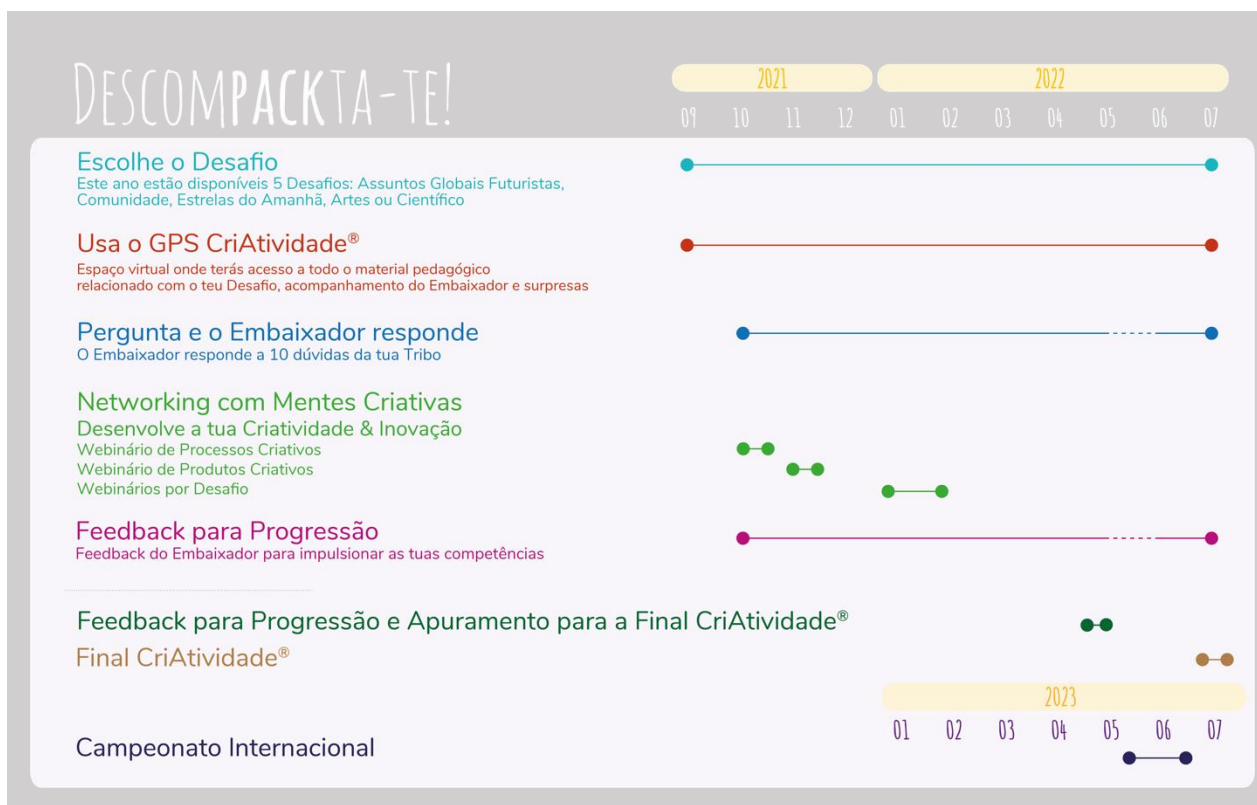 DESCOMPACKTA-TE!
2021 2022
09 10 11 12 01 02 03 04 05 06 07
Escolhe o Desafio
Este ano estão disponíveis 5 Desafios: Assuntos Globais Futuristas,
Comunidade, Estrelas do Amanhã, Artes ou Científico
Usa o GPS CriAtividade®
Espaço virtual onde terás acesso a todo o material pedagógico
relacionado com o teu Desafio, acompanhamento do Embaixador e surpresas
Pergunta e o Embaixador responde
O Embaixador responde a 10 dúvidas da tua Tribo
Networking com Mentes Criativas
Desenvolve a tua Criatividade & Inovação
Webinário de Processos Criativos
Webinário de Produtos Criativos
Webinários por Desafio
Feedback para Progressão
Feedback do Embaixador para impulsionar as tuas competências
Feedback para Progressão e Apuramento para a Final CriAtividade®
Final CriAtividade®
2023
01 02 03 04 05 06 07
Campeonato Internacional